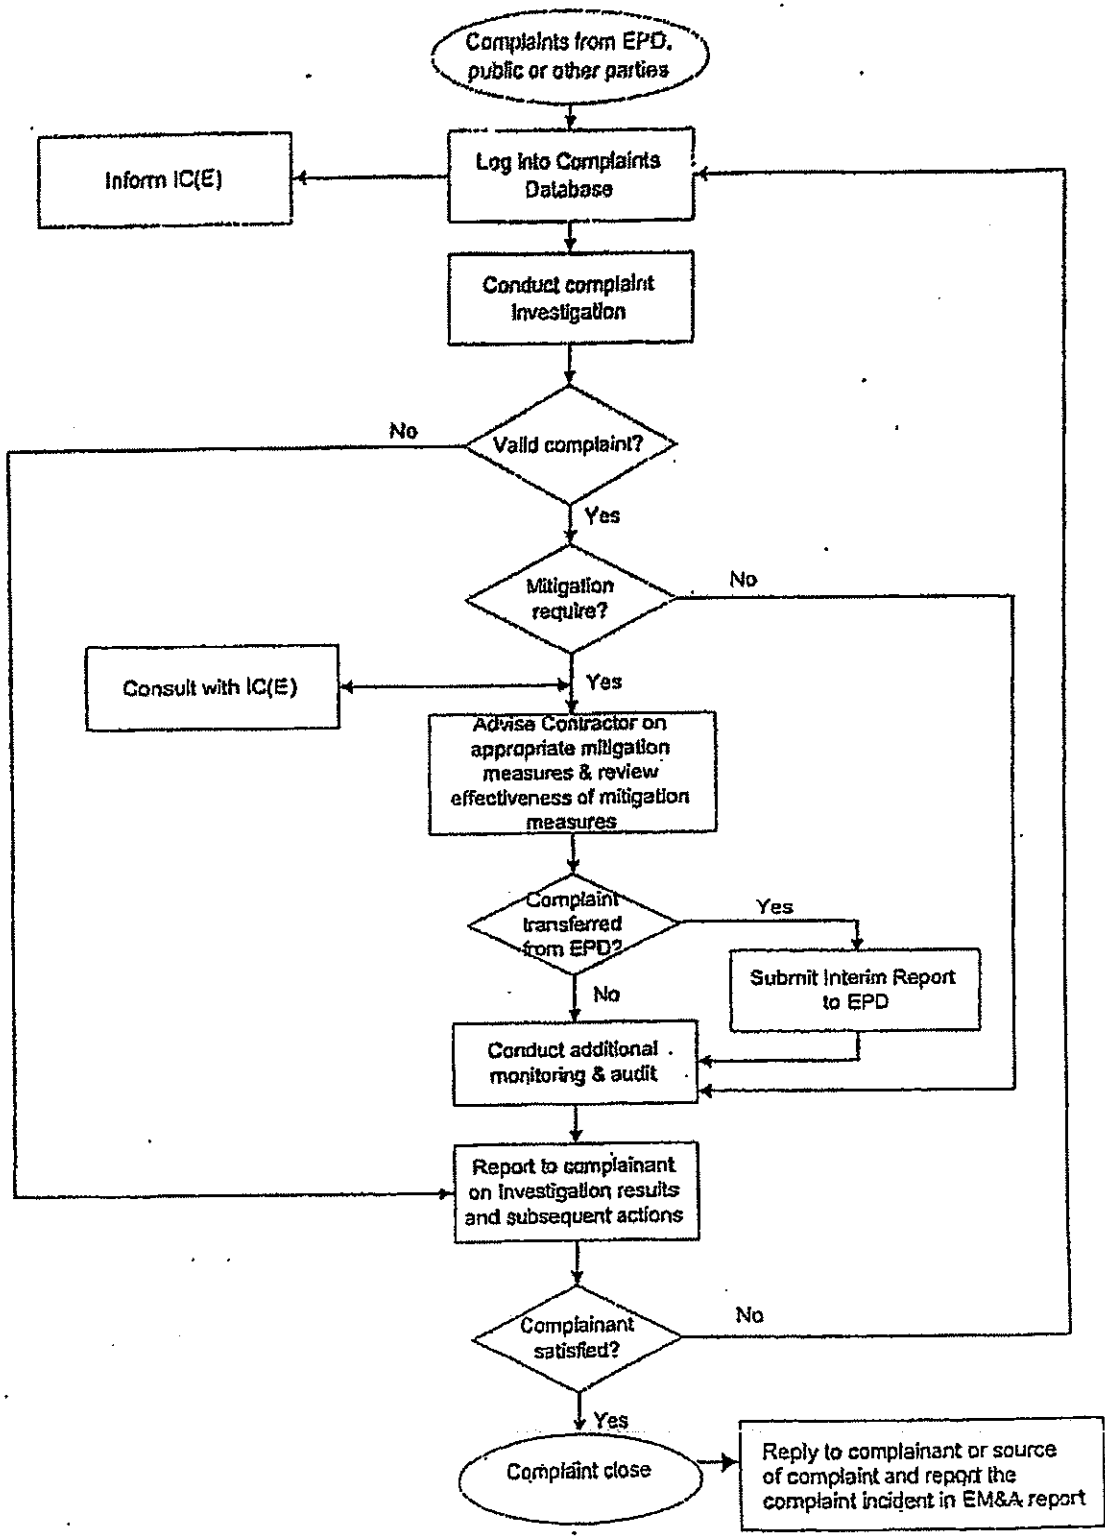 Complaints from EPD,
public or other parties
Log into Complaints
Database
Inform IC(E)
Conduct complaint
Investigation
Valid complaint?
No
Yes
Mitigation
require?
No
Yes
Consult with IC(E)
Advise Contractor on
appropriate mitigation
measures & review
effectiveness of mitigation
measures
Complaint
transferred
from EPD?
Yes
No
Submit Interim Report
to EPD
Conduct additional
monitoring & audit
Report to complainant
on Investigation results
and subsequent actions
Complainant
satisfied?
No
Yes
Complaint close
Reply to complainant or source
of complaint and report the
complaint incident in EM&A report